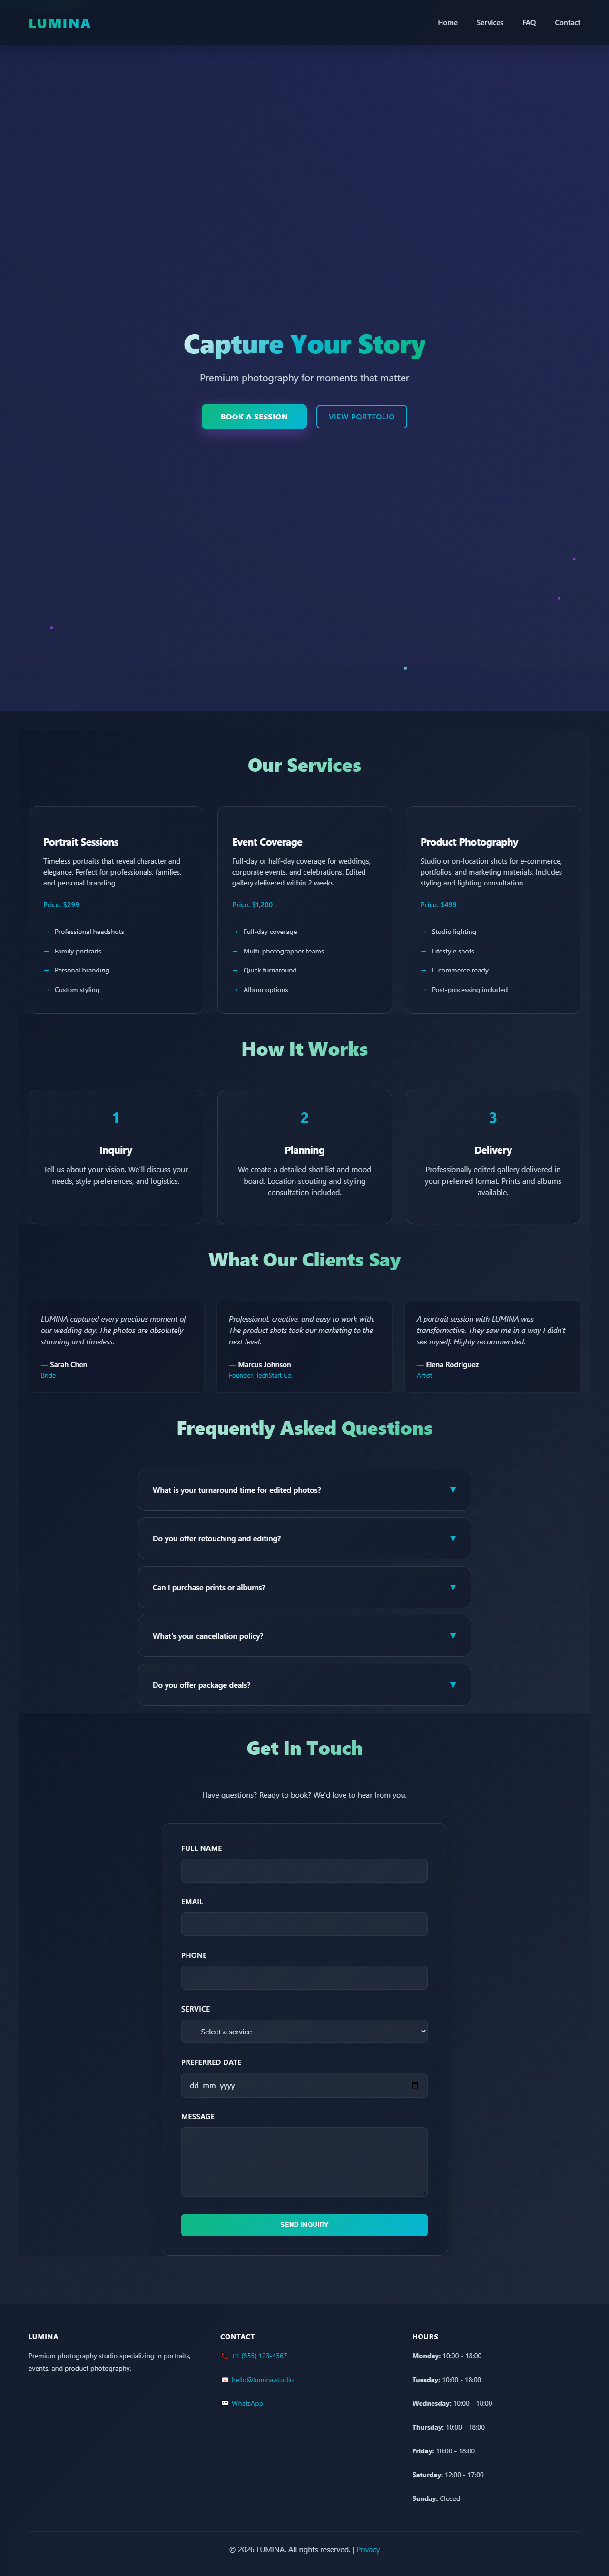 LUMINA
Home Services FAQ Contact
Capture Your Story
Premium photography for moments that matter
BOOK A SESSION VIEW PORTFOLIO
Our Services
Portrait Sessions
Timeless portraits that reveal character and
elegance. Perfect for professionals, families,
and personal branding.
Price: $299
→ Professional headshots
→ Family portraits
→ Personal branding
→ Custom styling
Event Coverage
Full-day or half-day coverage for weddings,
corporate events, and celebrations. Edited
gallery delivered within 2 weeks.
Price: $1,200+
→ Full-day coverage
→ Multi-photographer teams
→ Quick turnaround
→ Album options
Product Photography
Studio or on-location shots for e-commerce,
portfolios, and marketing materials. Includes
styling and lighting consultation.
Price: $499
→ Studio lighting
→ Lifestyle shots
→ E-commerce ready
→ Post-processing included
How It Works
1
Inquiry
Tell us about your vision. We'll discuss your
needs, style preferences, and logistics.
2
Planning
We create a detailed shot list and mood
board. Location scouting and styling
consultation included.
3
Delivery
Professionally edited gallery delivered in
your preferred format. Prints and albums
available.
What Our Clients Say
LUMINA captured every precious moment of
our wedding day. The photos are absolutely
stunning and timeless.
— Sarah Chen
Bride
Professional, creative, and easy to work with.
The product shots took our marketing to the
next level.
— Marcus Johnson
Founder, TechStart Co.
A portrait session with LUMINA was
transformative. They saw me in a way I didn't
see myself. Highly recommended.
— Elena Rodriguez
Artist
Frequently Asked Questions
What is your turnaround time for edited photos? ▼
Do you offer retouching and editing? ▼
Can I purchase prints or albums? ▼
What's your cancellation policy? ▼
Do you offer package deals? ▼
Get In Touch
Have questions? Ready to book? We'd love to hear from you.
FULL NAME
EMAIL
PHONE
SERVICE
— Select a service —
PREFERRED DATE
dd-mm-yyyy
MESSAGE
SEND INQUIRY
LUMINA
Premium photography studio specializing in portraits,
events, and product photography.
CONTACT
+1 (555) 123-4567
hello@lumina.studio
WhatsApp
HOURS
Monday: 10:00 - 18:00
Tuesday: 10:00 - 18:00
Wednesday: 10:00 - 18:00
Thursday: 10:00 - 18:00
Friday: 10:00 - 18:00
Saturday: 12:00 - 17:00
Sunday: Closed
© 2026 LUMINA. All rights reserved. | Privacy